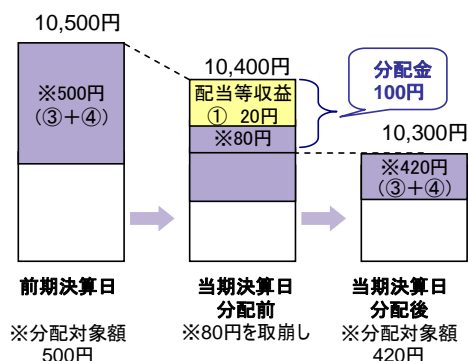 10,500円
※500円
(③+④)
10,400円
配当等収益
① 20円
※80円
分配金
100円
10,300円
※420円
(③+④)
前期決算日
※分配対象額
500円
当期決算日
分配前
※80円を取崩し
当期決算日
分配後
※分配対象額
420円